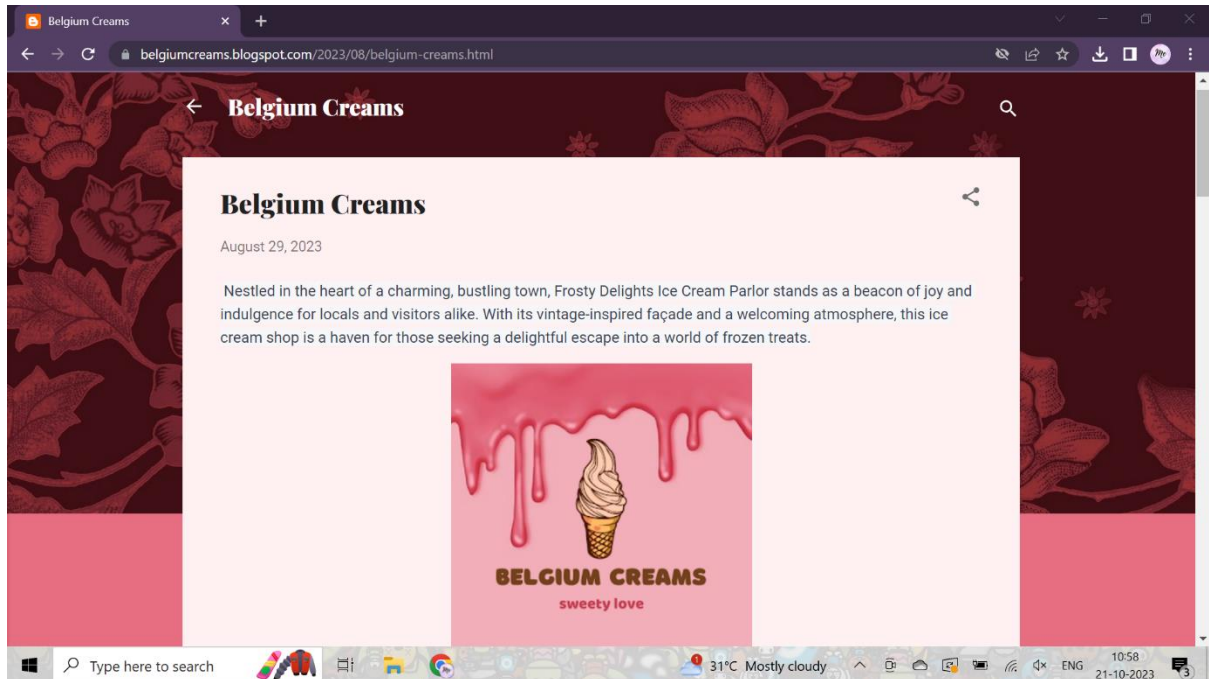 Belgium Creams
belgiumcreams.blogspot.com/2023/08/belgium-creams.html
Belgium Creams
Belgium Creams
August 29, 2023
Nestled in the heart of a charming, bustling town, Frosty Delights Ice Cream Parlor stands as a beacon of joy and
indulgence for locals and visitors alike. With its vintage-inspired façade and a welcoming atmosphere, this ice
cream shop is a haven for those seeking a delightful escape into a world of frozen treats.
BELGIUM CREAMS
sweety love
Type here to search
31°C Mostly cloudy
ENG
10:58
21-10-2023
3